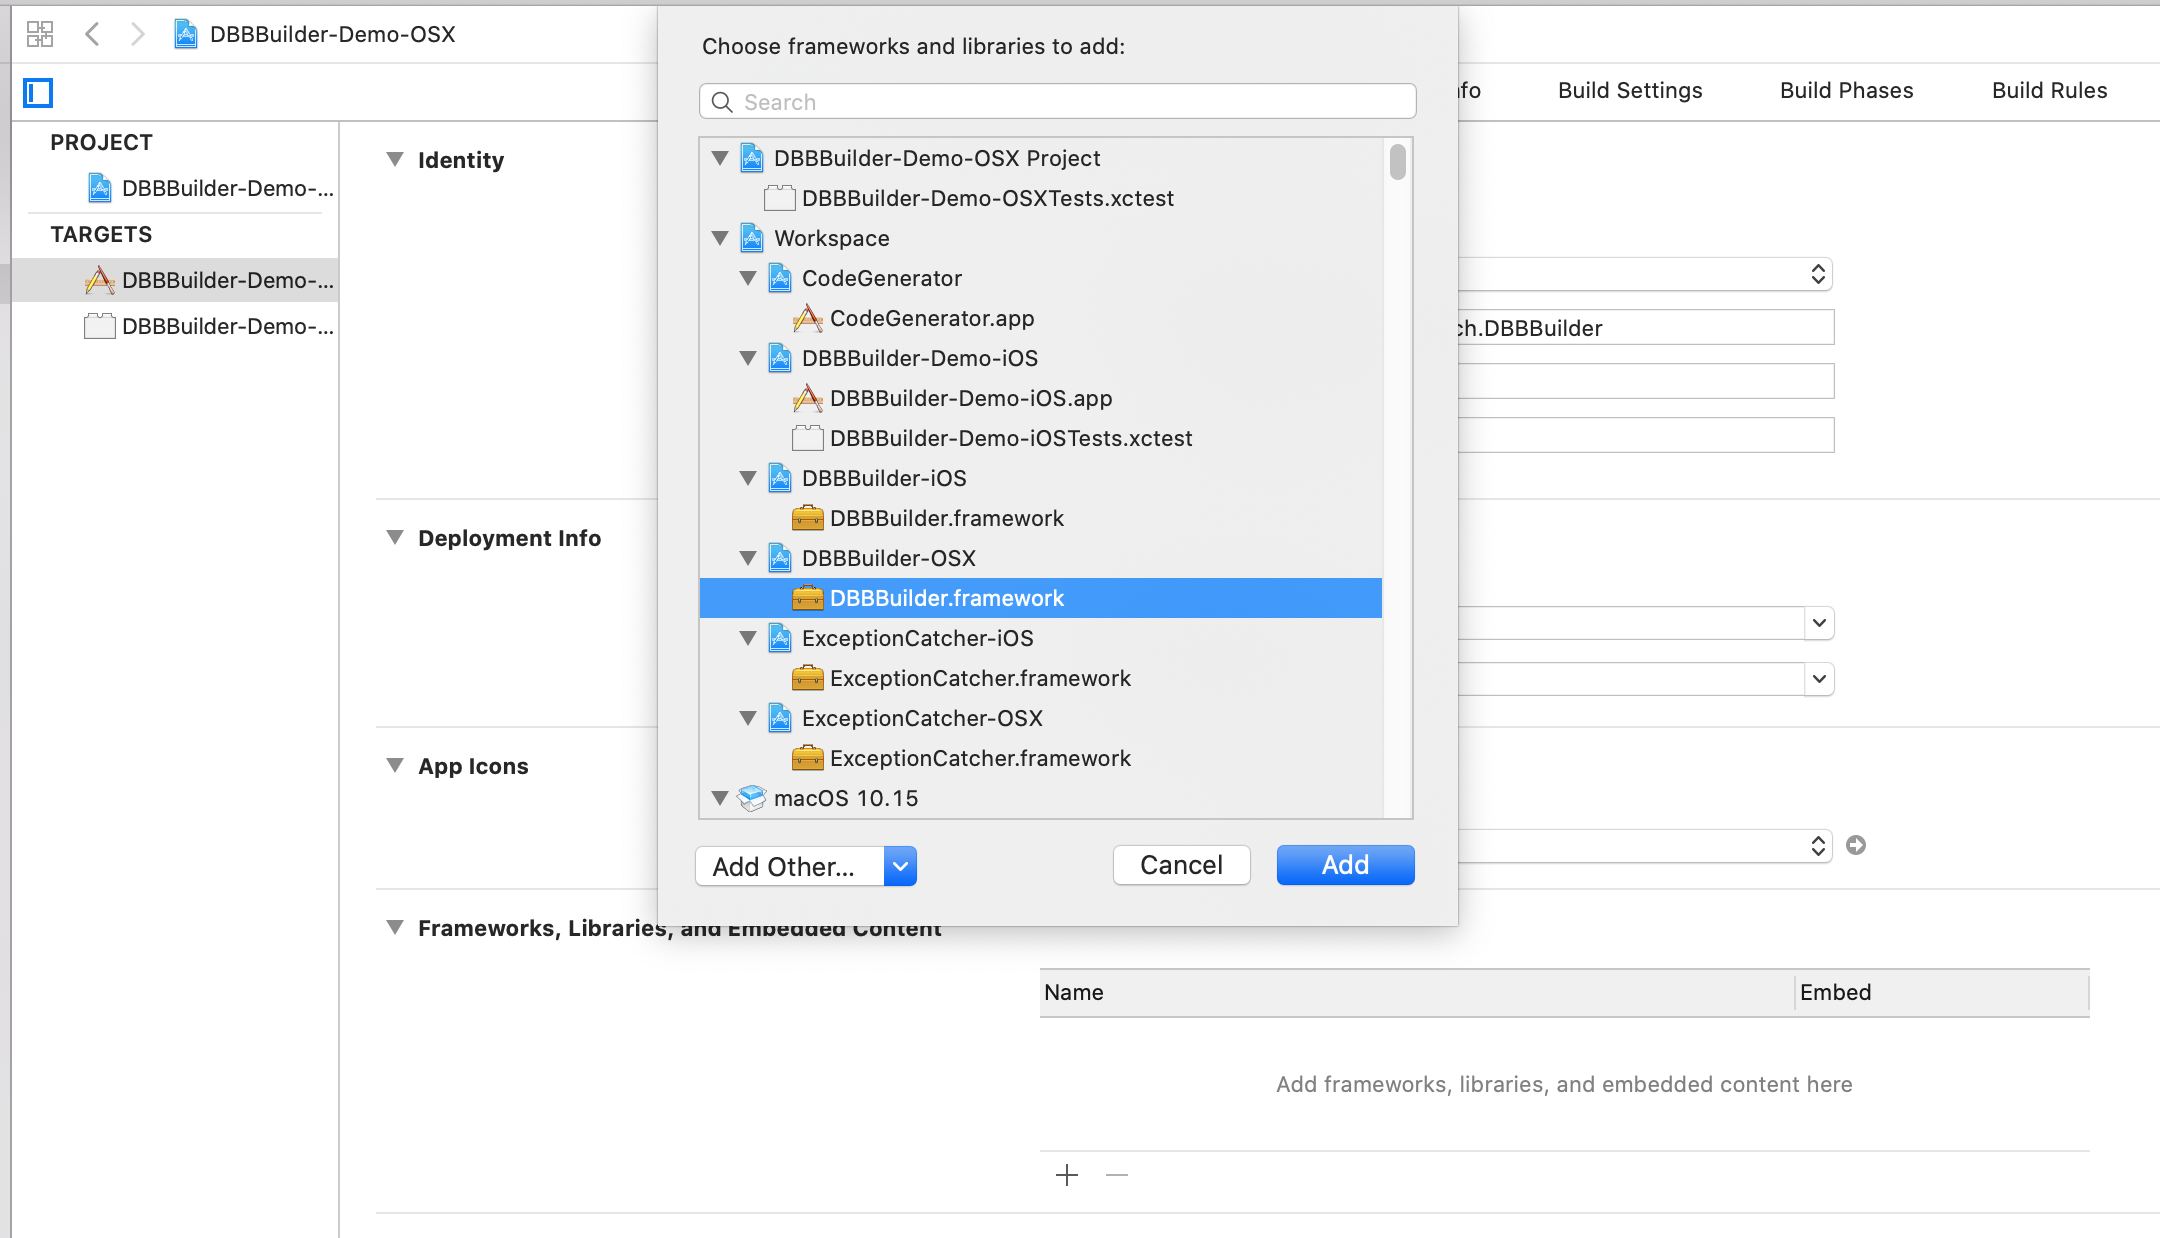 DBBBuilder-Demo-OSX
Choose frameworks and libraries to add:
Search
fo
Build Settings
Build Phases
Build Rules
PROJECT
DBBBuilder-Demo-...
TARGETS
DBBBuilder-Demo-...
DBBBuilder-Demo-...
Identity
DBBBuilder-Demo-OSX Project
DBBBuilder-Demo-OSXTests.xctest
Workspace
CodeGenerator
CodeGenerator.app
DBBBuilder-Demo-iOS
DBBBuilder-Demo-iOS.app
DBBBuilder-Demo-iOSTests.xctest
DBBBuilder-iOS
DBBBuilder.framework
DBBBuilder-OSX
DBBBuilder.framework
ExceptionCatcher-iOS
ExceptionCatcher.framework
ExceptionCatcher-OSX
ExceptionCatcher.framework
macOS 10.15
Add Other...
Cancel
Add
ch.DBBBuilder
Deployment Info
App Icons
Frameworks, Libraries, and Embedded Content
Name
Embed
Add frameworks, libraries, and embedded content here